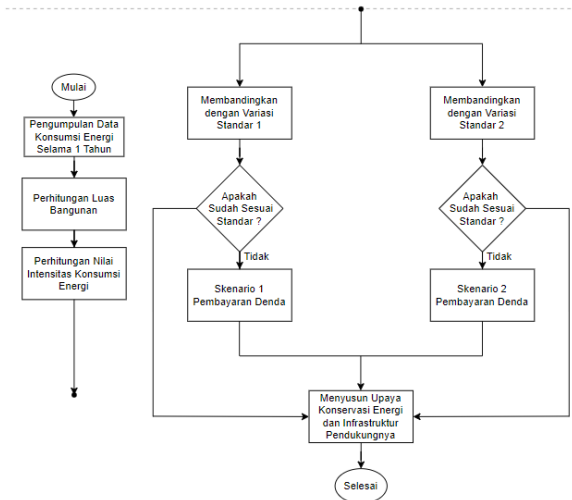 Mulai
Pengumpulan Data
Konsumsi Energi
Selama 1 Tahun
Perhitungan Luas
Bangunan
Perhitungan Nilai
Intensitas Konsumsi
Energi
Membandingkan
dengan Variasi
Standar 1
Apakah
Sudah Sesuai
Standar ?
Tidak
Skenario 1
Pembayaran Denda
Membandingkan
dengan Variasi
Standar 2
Apakah
Sudah Sesuai
Standar ?
Tidak
Skenario 2
Pembayaran Denda
Menyusun Upaya
Konservasi Energi
dan Infrastruktur
Pendukungnya
Selesai